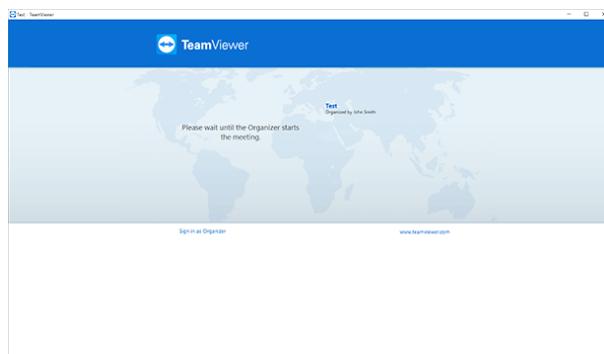 Test - TeamViewer
TeamViewer
Test
Organized by John Smith
Please wait until the Organizer starts
the meeting.
Sign in as Organizer
www.teamviewer.com